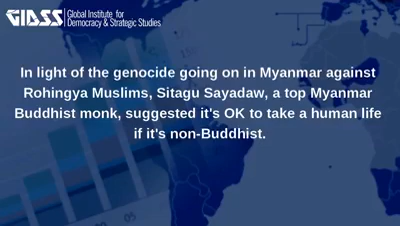 GIDSS
Global Institute for
Democracy & Strategic Studies
In light of the genocide going on in Myanmar against
Rohingya Muslims, Sitagu Sayadaw, a top Myanmar
Buddhist monk, suggested it's OK to take a human life
if it's non-Buddhist.